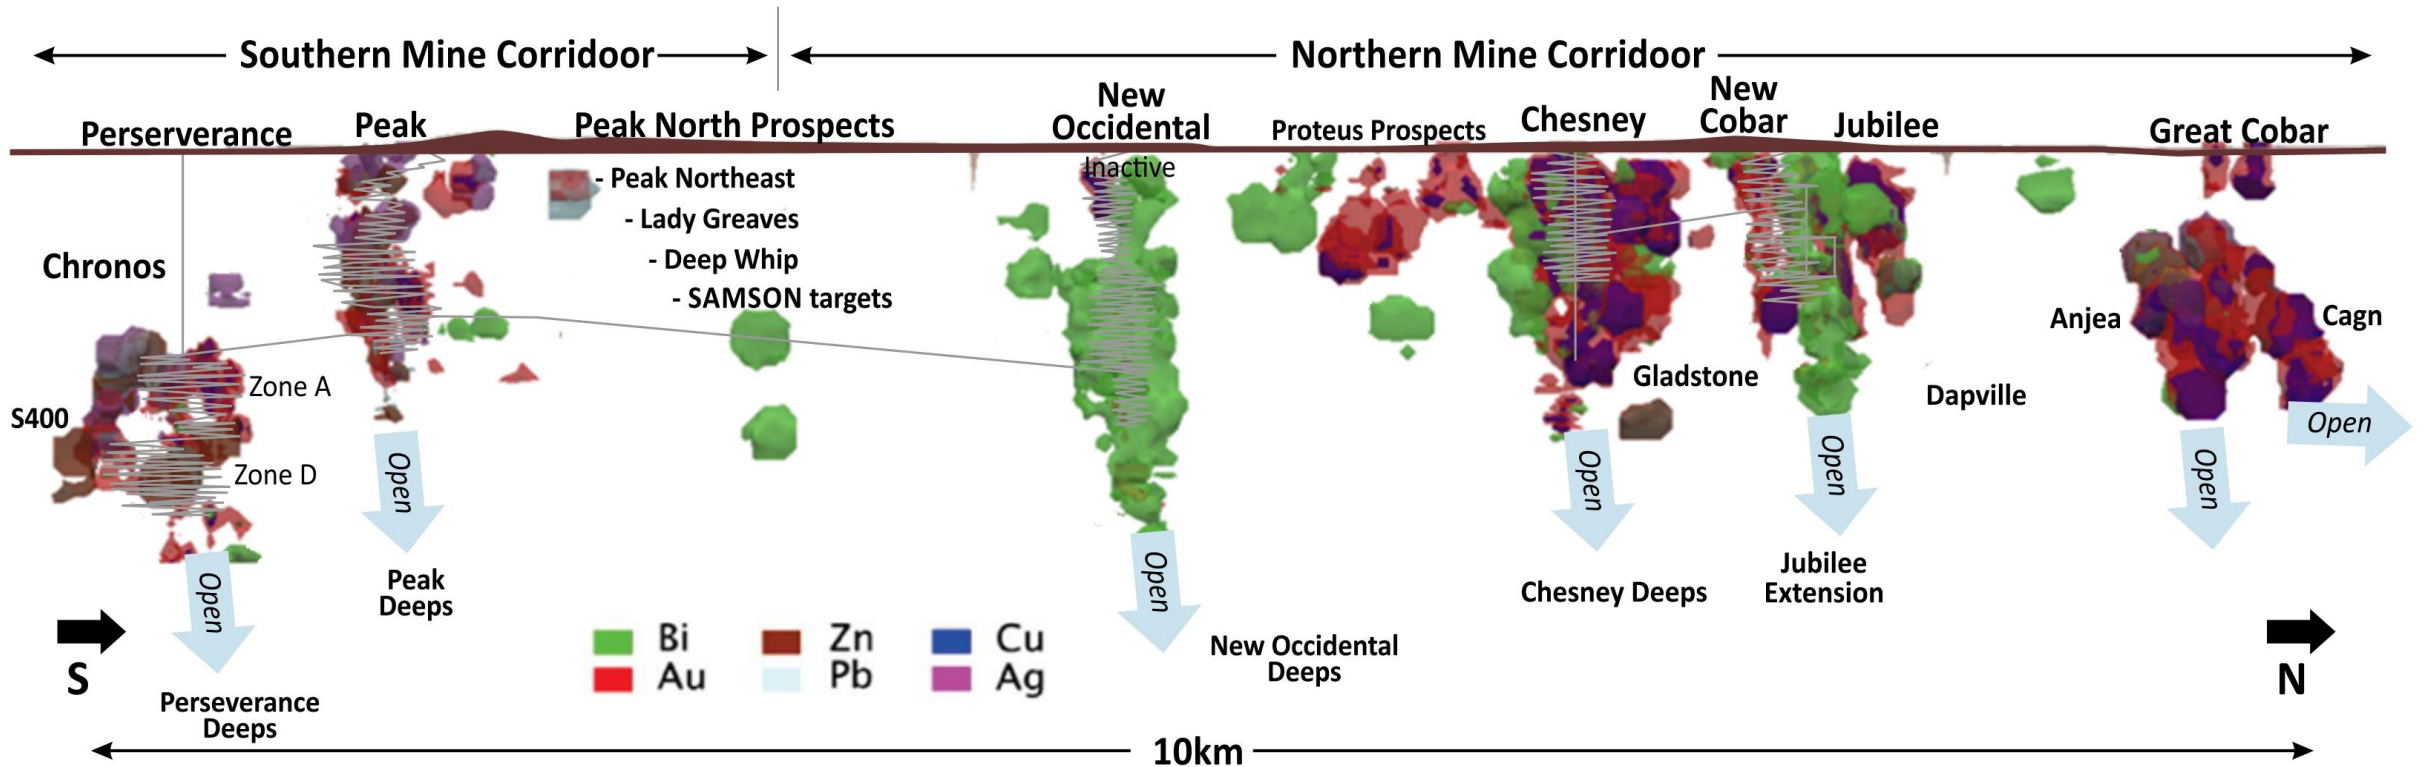 Southern Mine Corridoor
Northern Mine Corridoor
Perserverance
Peak
Peak North Prospects
New
Occidental
Inactive
Proteus Prospects
Chesney
New
Cobar
Jubilee
Great Cobar
- Peak Northeast
- Lady Greaves
- Deep Whip
- SAMSON targets
Chronos
Zone A
S400
Zone D
Anjea
Cagn
Gladstone
Dapville
Open
Open
Open
Open
Open
Open
Open
Peak
Deeps
Perseverance
Deeps
New Occidental
Deeps
Chesney Deeps
Jubilee
Extension
Bi
Zn
Cu
Au
Pb
Ag
S
N
10km